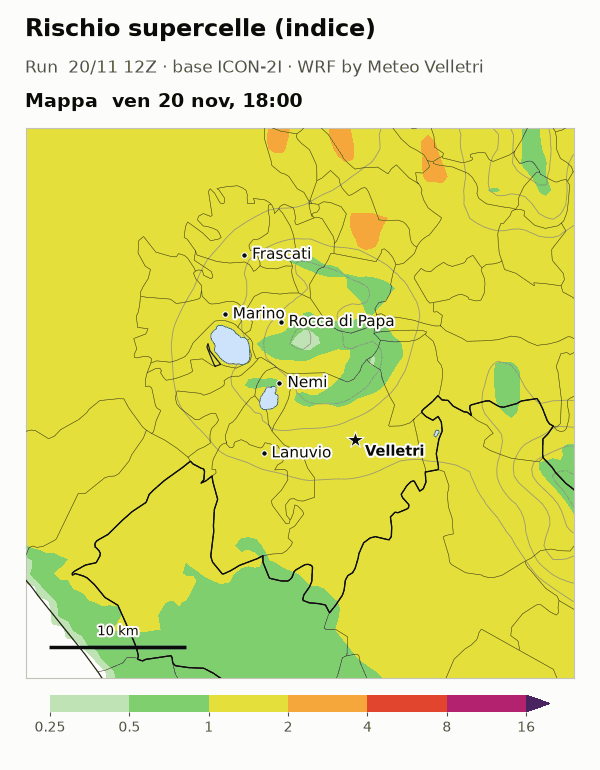 Rischio supercelle (indice)
Run  20/11 12Z · base ICON-2I · WRF by Meteo Velletri
Mappa  ven 20 nov, 18:00
Frascati
Marino
Rocca di Papa
Nemi
Velletri
Lanuvio
10 km
0.25 0.5 1 2 4 8 16